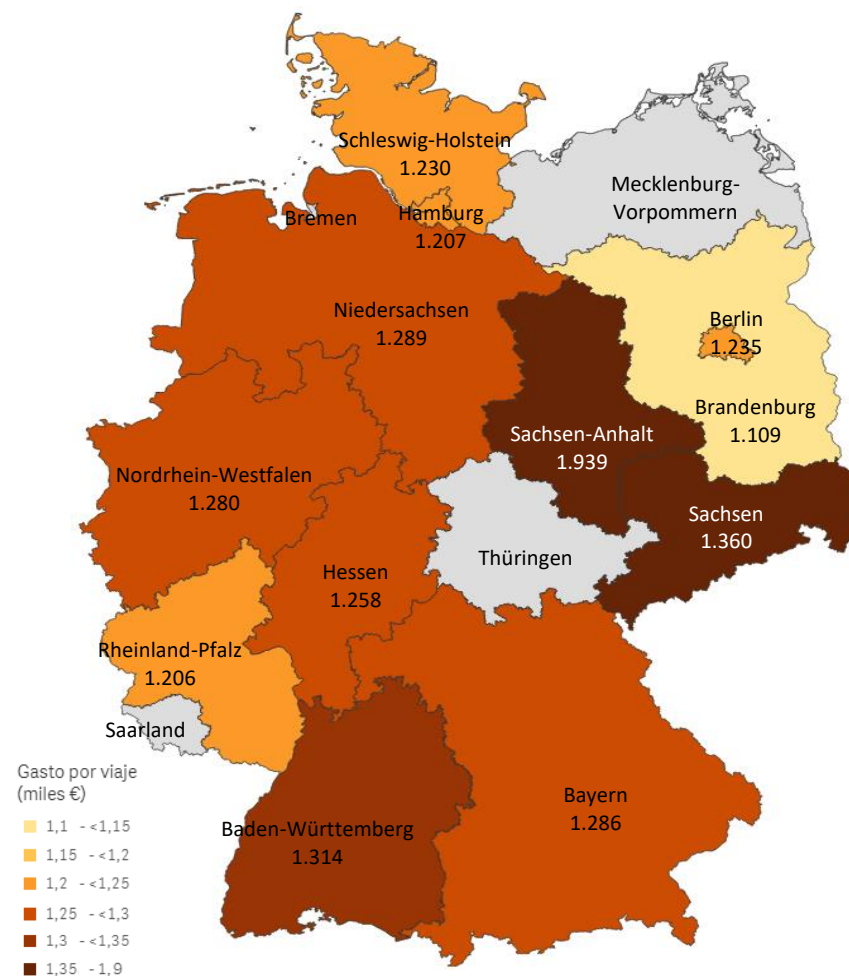 Schleswig-Holstein
1.230
Mecklenburg-
Vorpommern
Bremen
Hamburg
1.207
Niedersachsen
1.289
Berlin
1.235
Brandenburg
1.109
Sachsen-Anhalt
1.939
Nordrhein-Westfalen
1.280
Sachsen
1.360
Thüringen
Hessen
1.258
Rheinland-Pfalz
1.206
Saarland
Bayern
1.286
Baden-Württemberg
1.314
Gasto por viaje
(miles €)
1,1 - <1,15
1,15 - <1,2
1,2 - <1,25
1,25 - <1,3
1,3 - <1,35
1,35 - 1,9